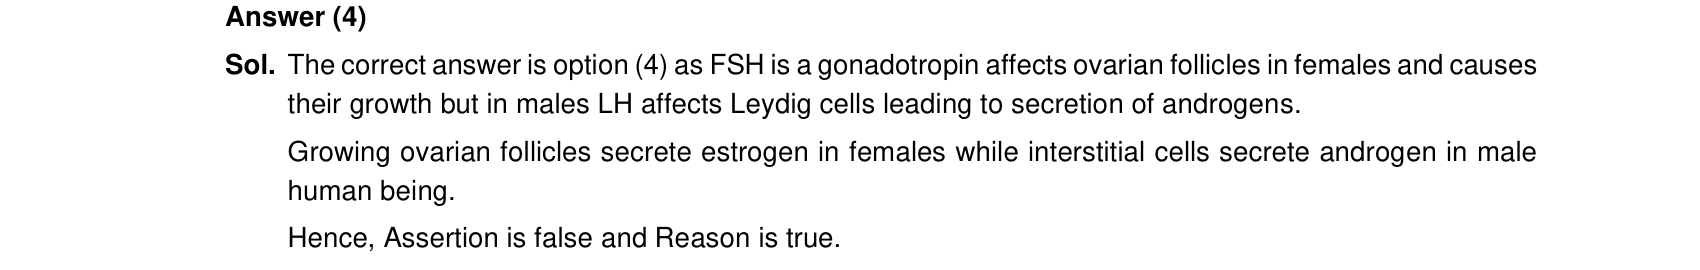 Answer (4)
Sol. The correct answer is option (4) as FSH is a gonadotropin affects ovarian follicles in females and causes
their growth but in males LH affects Leydig cells leading to secretion of androgens.
Growing ovarian follicles secrete estrogen in females while interstitial cells secrete androgen in male
human being.
Hence, Assertion is false and Reason is true.